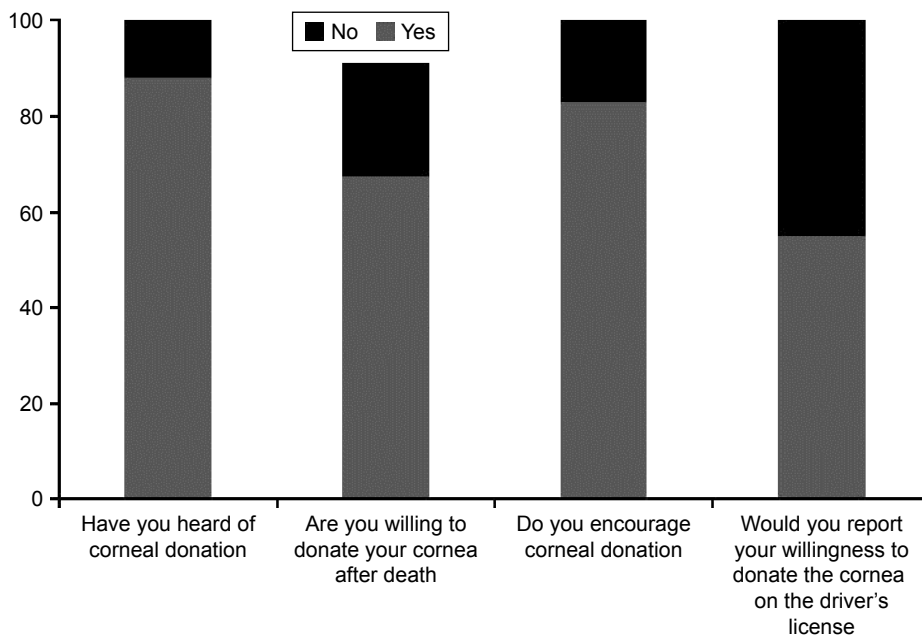 100
80
60
40
20
0
No Yes
Have you heard of
corneal donation
Are you willing to
donate your cornea
after death
Do you encourage
corneal donation
Would you report
your willingness to
donate the cornea
on the driver’s
license